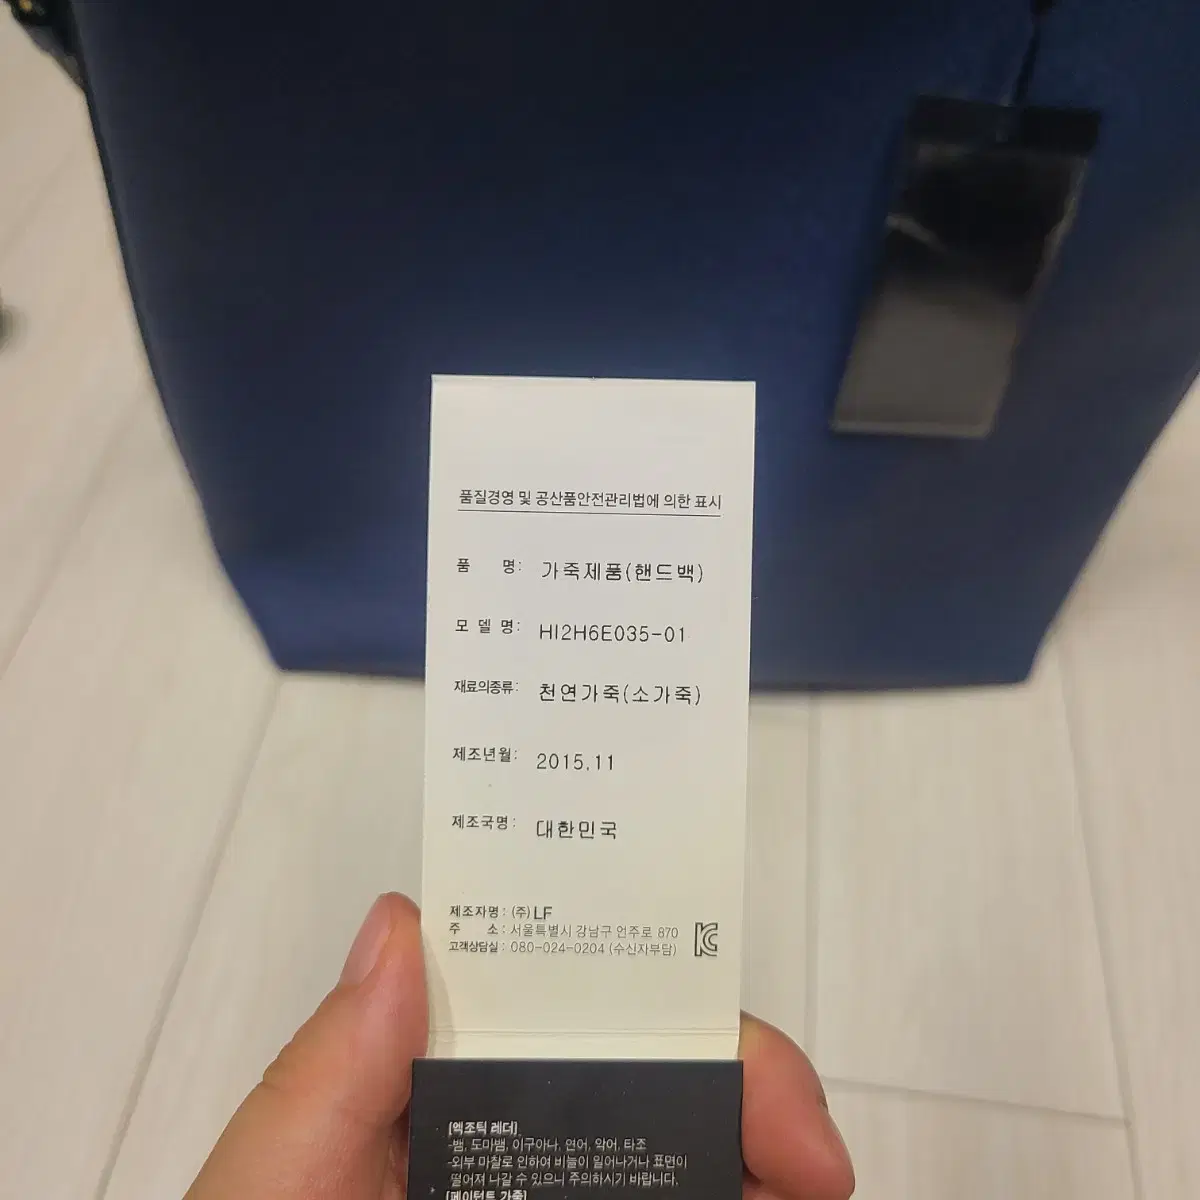 품질경영 및 공산품안전관리법에 의한 표시
품 명: 가죽제품(핸드백)
모 델 명: HI2H6E035-01
재료의종류: 천연가죽(소가죽)
제조년월: 2015.11
제조국명: 대한민국
제조자명: (주)LF
주 소: 서울특별시 강남구 언주로 870
고객상담실: 080-024-0204 (수신자부담)
[엑조틱 레더]
-뱀, 도마뱀, 이구아나, 연어, 악어, 타조
-외부 마찰로 인하여 비늘이 일어나거나 표면이
떨어져 나갈 수 있으니 주의하시기 바랍니다.
[페이턴트 가죽]